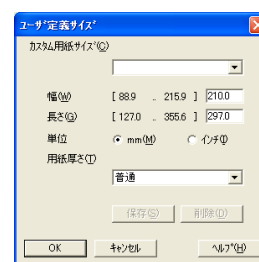 ﾕｰｻﾞ定義ｻｲｽﾞ
ｶｽﾀﾑ用紙ｻｲｽﾞ(C)
幅(W) [ 88.9 .. 215.9 ] 210.0
長さ(G) [ 127.0 .. 355.6 ] 297.0
単位 mm(M) ｲﾝﾁ(I)
用紙厚さ(T)
普通
保存(S) 削除(D)
OK ｷｬﾝｾﾙ ﾍﾙﾌﾟ(H)